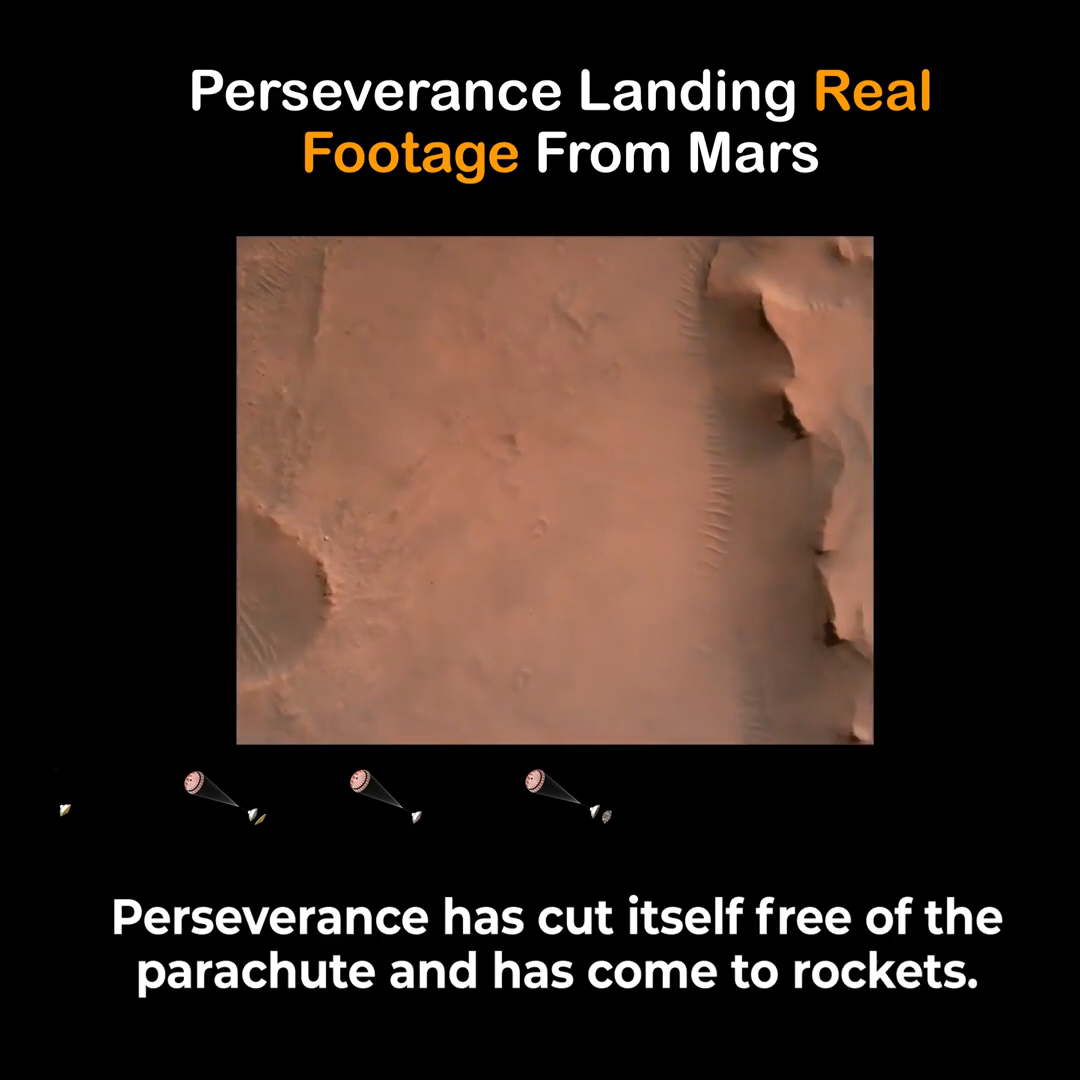 Perseverance Landing Real
Footage From Mars
Perseverance has cut itself free of the
parachute and has come to rockets.